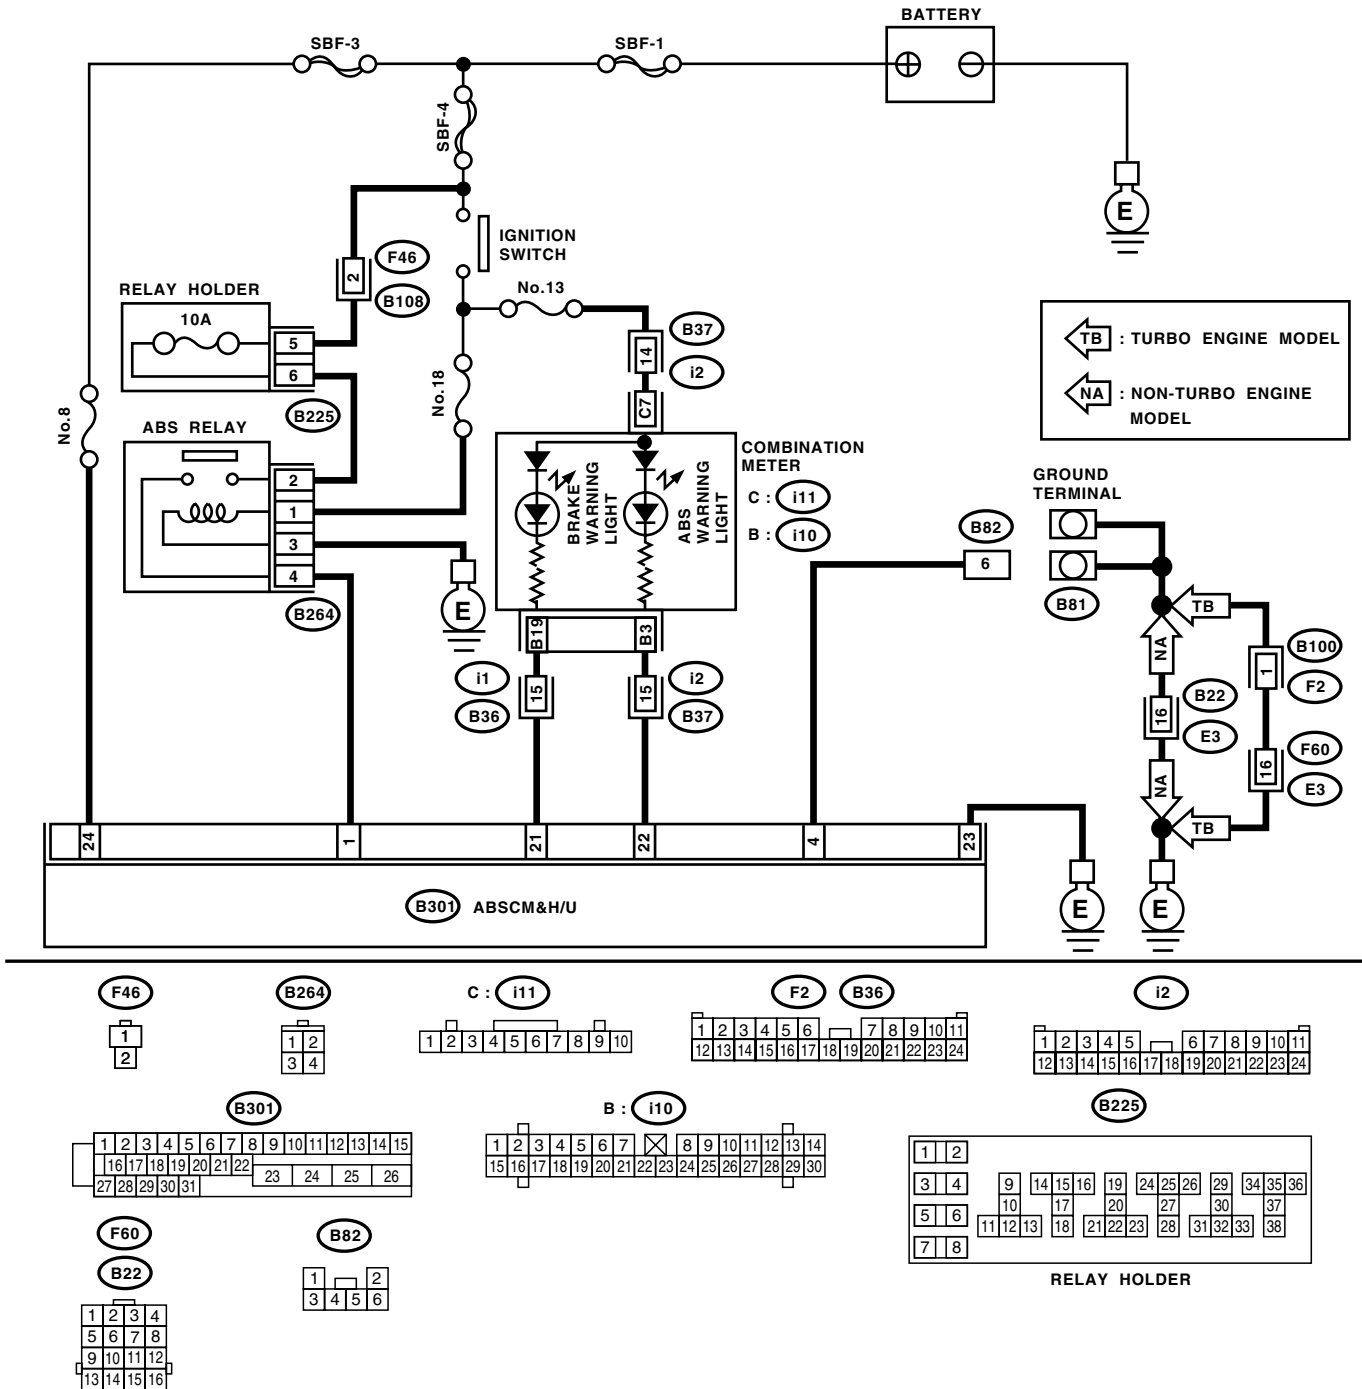 BATTERY
SBF-3
SBF-1
SBF-4
E
IGNITION
SWITCH
F46
2
B108
RELAY HOLDER
10A
5
6
B225
No.13
B37
14
i2
C7
No.18
No.8
TB : TURBO ENGINE MODEL
NA : NON-TURBO ENGINE
MODEL
ABS RELAY
2
1
3
4
B264
E
BRAKE
WARNING
LIGHT
ABS
WARNING
LIGHT
COMBINATION
METER
C : i11
B : i10
B19
B3
i1
15
B36
i2
15
B37
B82
6
GROUND
TERMINAL
B81
TB
NA
B100
1
F2
B22
16
E3
F60
16
E3
NA
TB
24
1
21
22
4
23
E
E
B301 ABSCM&H/U
F46
1
2
B264
1 2
3 4
C : i11
1 2 3 4 5 6 7 8 9 10
F2 B36
1 2 3 4 5 6 7 8 9 10 11
12 13 14 15 16 17 18 19 20 21 22 23 24
i2
1 2 3 4 5 6 7 8 9 10 11
12 13 14 15 16 17 18 19 20 21 22 23 24
B301
1 2 3 4 5 6 7 8 9 10 11 12 13 14 15
16 17 18 19 20 21 22 23 24 25 26
27 28 29 30 31
B : i10
1 2 3 4 5 6 7 8 9 10 11 12 13 14
15 16 17 18 19 20 21 22 23 24 25 26 27 28 29 30
B225
1 2
3 4 9 14 15 16 19 24 25 26 29 34 35 36
5 6 10 17 20 27 30 37
11 12 13 18 21 22 23 28 31 32 33 38
7 8
RELAY HOLDER
F60
B22
1 2 3 4
5 6 7 8
9 10 11 12
13 14 15 16
B82
1 2
3 4 5 6